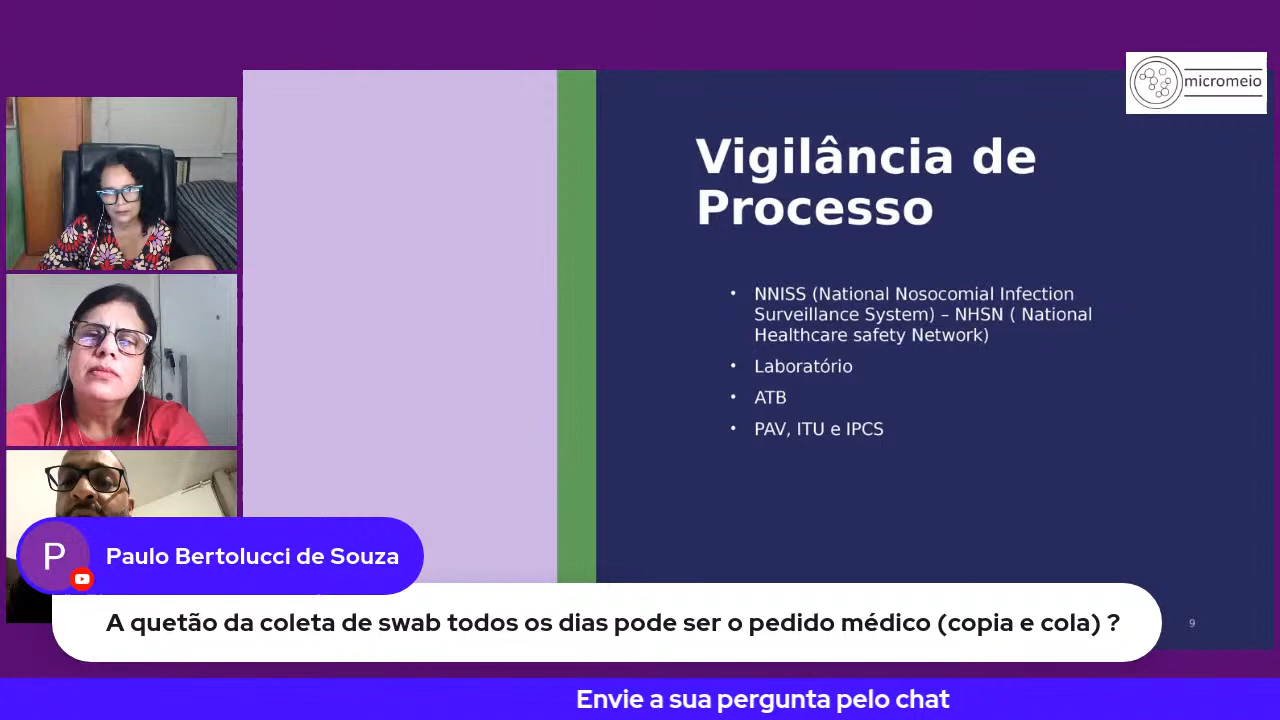 micromeio
Vigilância de
Processo
• NNISS (National Nosocomial Infection
Surveillance System) – NHSN ( National
Healthcare safety Network)
• Laboratório
• ATB
• PAV, ITU e IPCS
P
Paulo Bertolucci de Souza
A quetão da coleta de swab todos os dias pode ser o pedido médico (copia e cola) ?
9
Envie a sua pergunta pelo chat